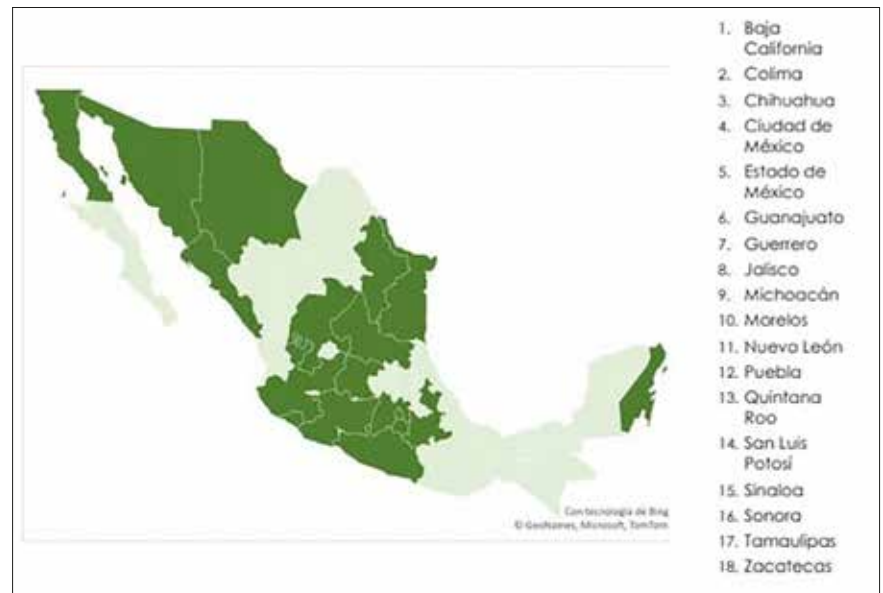 1. Baja
California
2. Colima
3. Chihuahua
4. Ciudad de
México
5. Estado de
México
6. Guanajuato
7. Guerrero
8. Jalisco
9. Michoacán
10. Morelos
11. Nuevo León
12. Puebla
13. Quintana
Roo
14. San Luis
Potosí
15. Sinaloa
16. Sonora
17. Tamaulipas
18. Zacatecas
Con tecnología de Bing
© GeoNames, Microsoft, TomTom